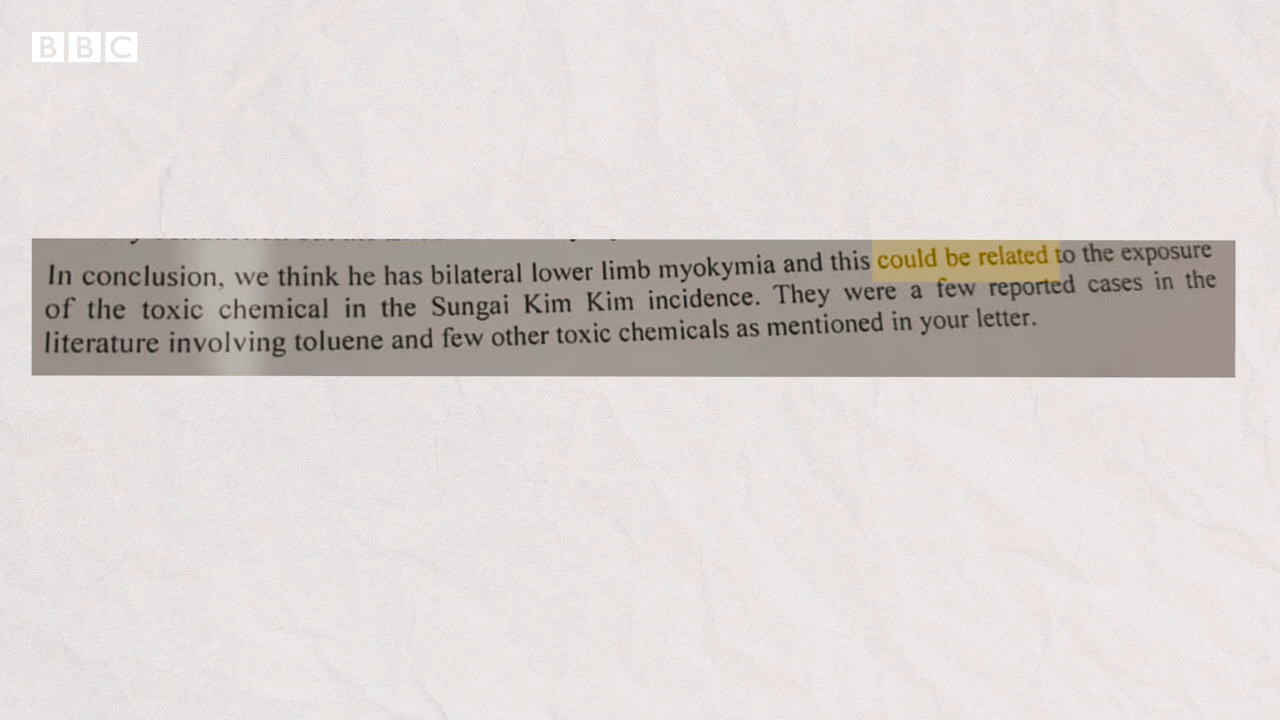 BBC
In conclusion, we think he has bilateral lower limb myokymia and this could be related to the exposure
of the toxic chemical in the Sungai Kim Kim incidence. They were a few reported cases in the
literature involving toluene and few other toxic chemicals as mentioned in your letter.